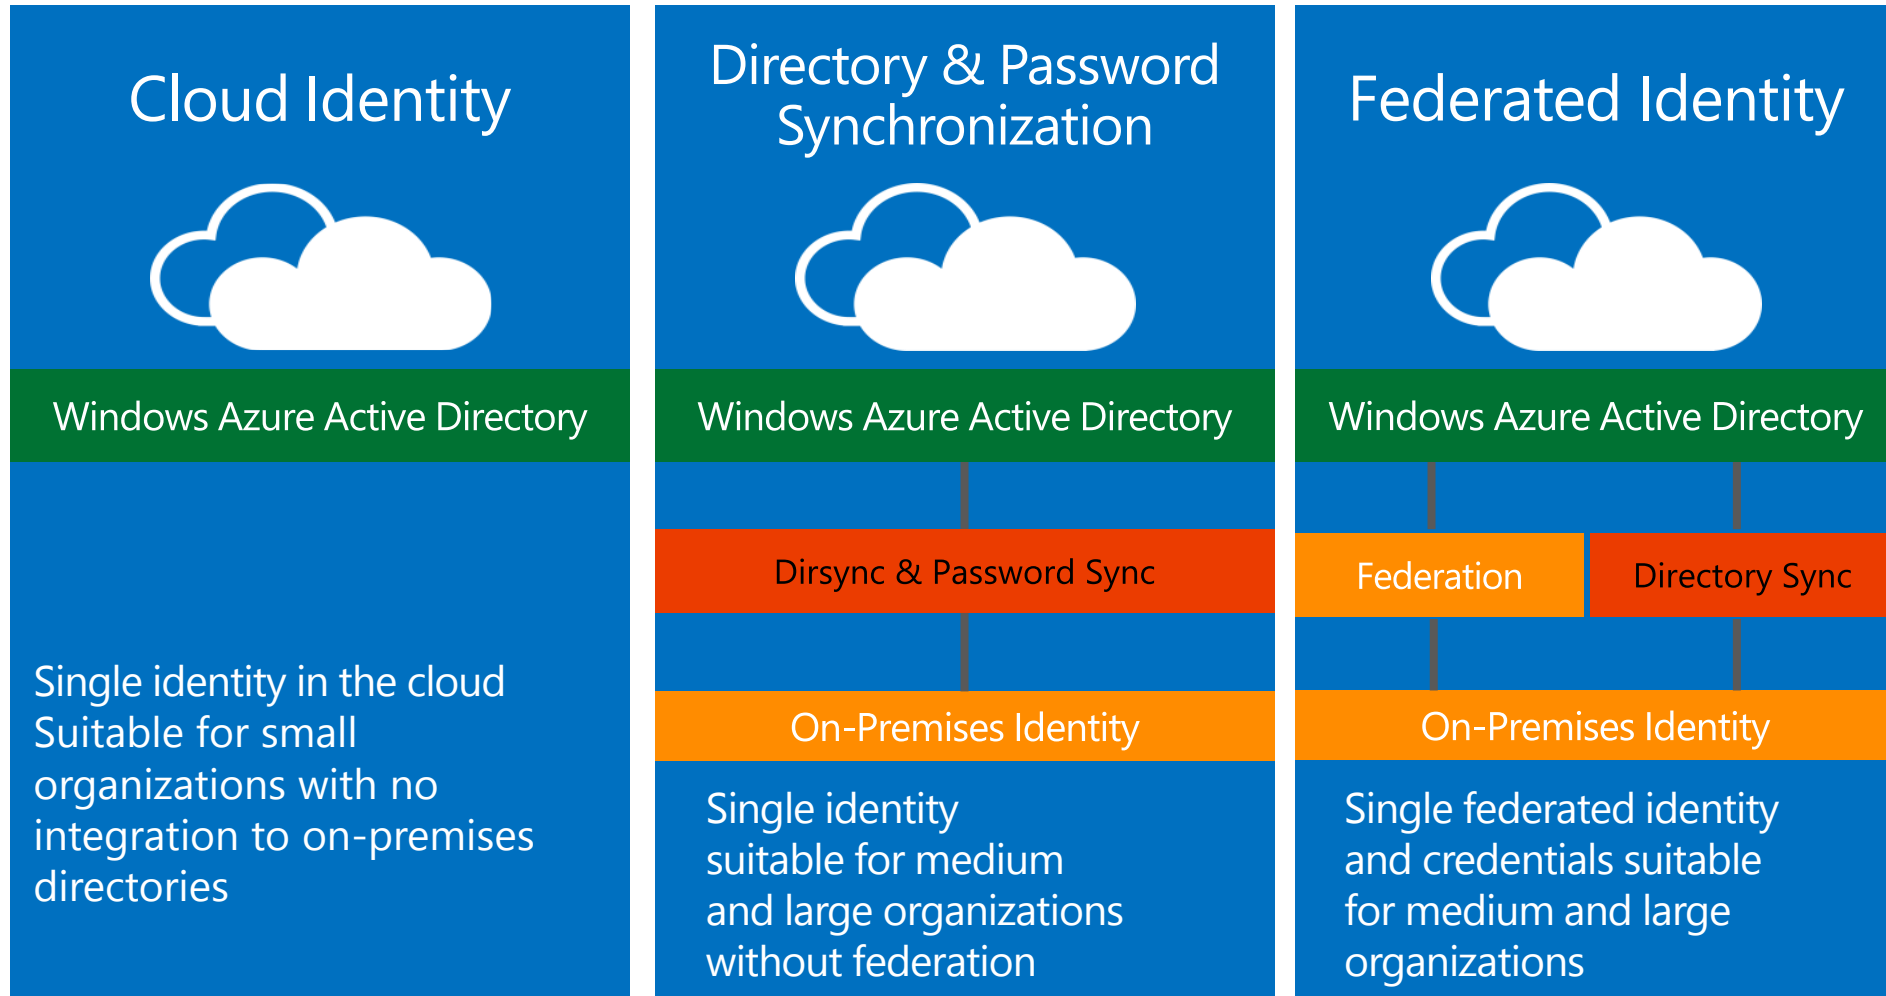 Cloud Identity
Windows Azure Active Directory
Single identity in the cloud
Suitable for small
organizations with no
integration to on-premises
directories
Directory & Password
Synchronization
Windows Azure Active Directory
Dirsync & Password Sync
On-Premises Identity
Single identity
suitable for medium
and large organizations
without federation
Federated Identity
Windows Azure Active Directory
Federation
Directory Sync
On-Premises Identity
Single federated identity
and credentials suitable
for medium and large
organizations